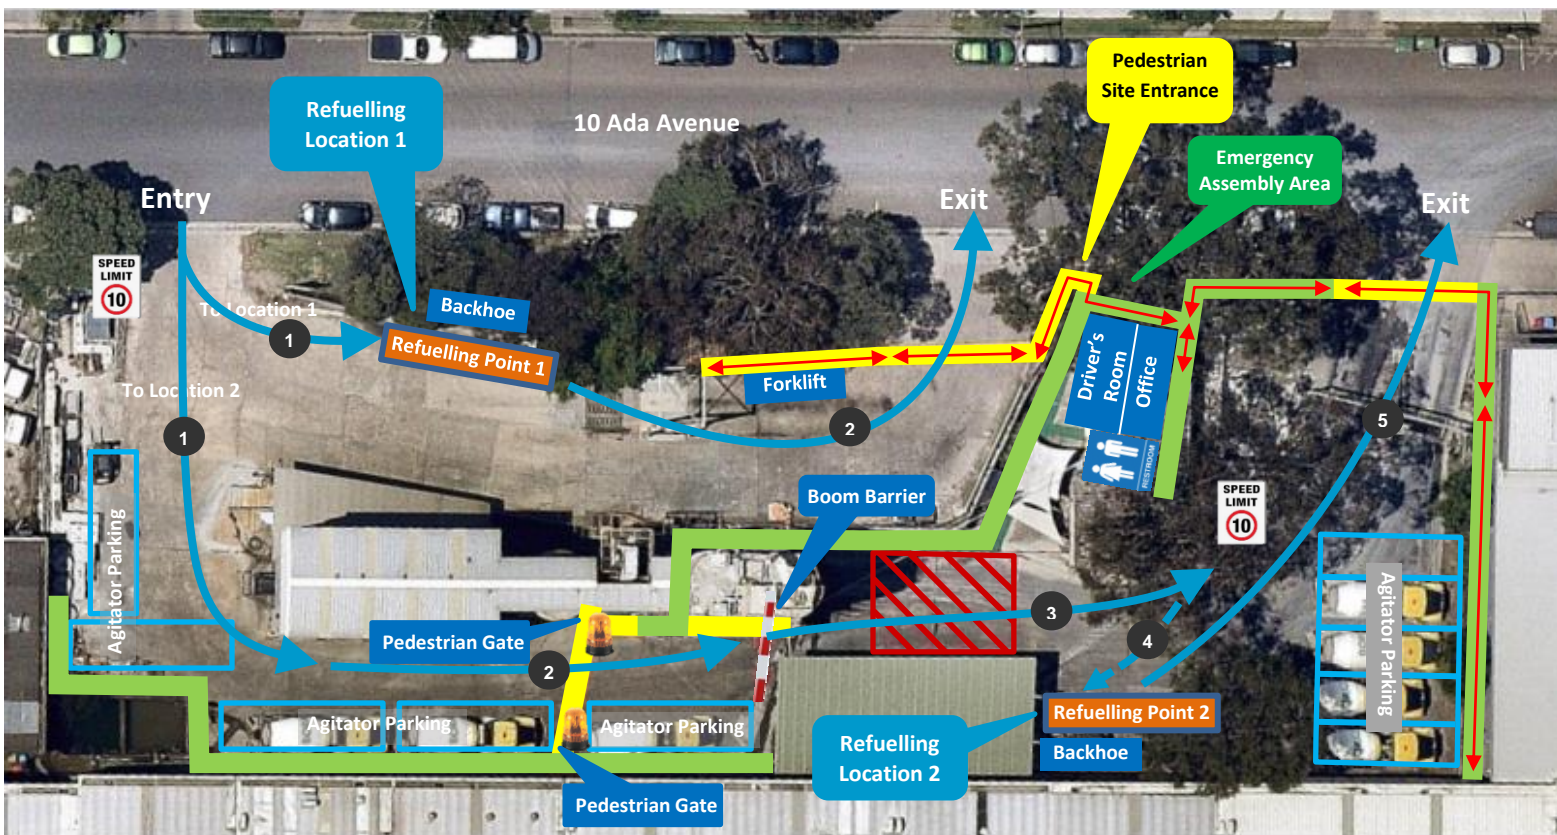 Pedestrian
Site Entrance
Refuelling
Location 1
10 Ada Avenue
Emergency
Assembly Area
Entry
Exit
Exit
SPEED
LIMIT
10
To Location 1
1
Backhoe
Refuelling Point 1
Forklift
Driver's
Room
Office
RESTROOM
To Location 2
1
2
5
Boom Barrier
SPEED
LIMIT
10
Agitator Parking
Agitator Parking
3
4
Pedestrian Gate
2
Agitator Parking
Agitator Parking
Refuelling Point 2
Backhoe
Refuelling
Location 2
Pedestrian Gate